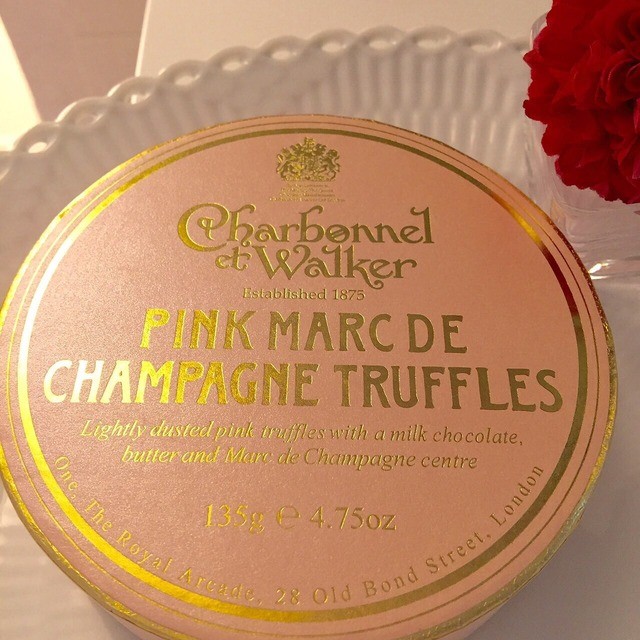 Charbonnel
et Walker
Established 1875
PINK MARC DE
CHAMPAGNE TRUFFLES
Lightly dusted pink truffles with a milk chocolate,
butter and Marc de Champagne centre
135g ℮ 4.75oz
One, The Royal Arcade, 28 Old Bond Street, London